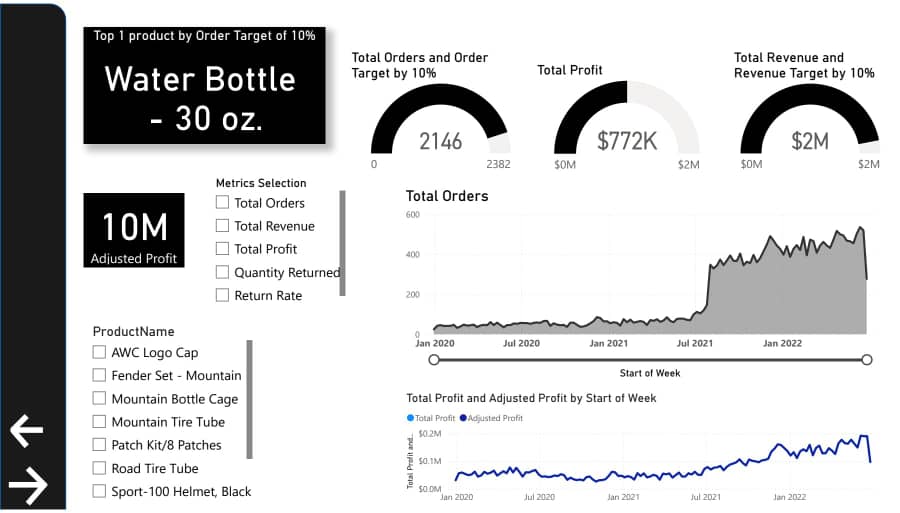 Top 1 product by Order Target of 10%
Water Bottle
- 30 oz.
Total Orders and Order
Target by 10%
2146
0
2382
Total Profit
$772K
$0M
$2M
Total Revenue and
Revenue Target by 10%
$2M
$0M
$2M
10M
Adjusted Profit
Metrics Selection
Total Orders
Total Revenue
Total Profit
Quantity Returned
Return Rate
ProductName
AWC Logo Cap
Fender Set - Mountain
Mountain Bottle Cage
Mountain Tire Tube
Patch Kit/8 Patches
Road Tire Tube
Sport-100 Helmet, Black
Total Orders
600
400
200
0
Jan 2020
Jul 2020
Jan 2021
Jul 2021
Jan 2022
Start of Week
Total Profit and Adjusted Profit by Start of Week
Total Profit
Adjusted Profit
Total Profit and...
$0.2M
$0.1M
$0.0M
Jan 2020
Jul 2020
Jan 2021
Jul 2021
Jan 2022